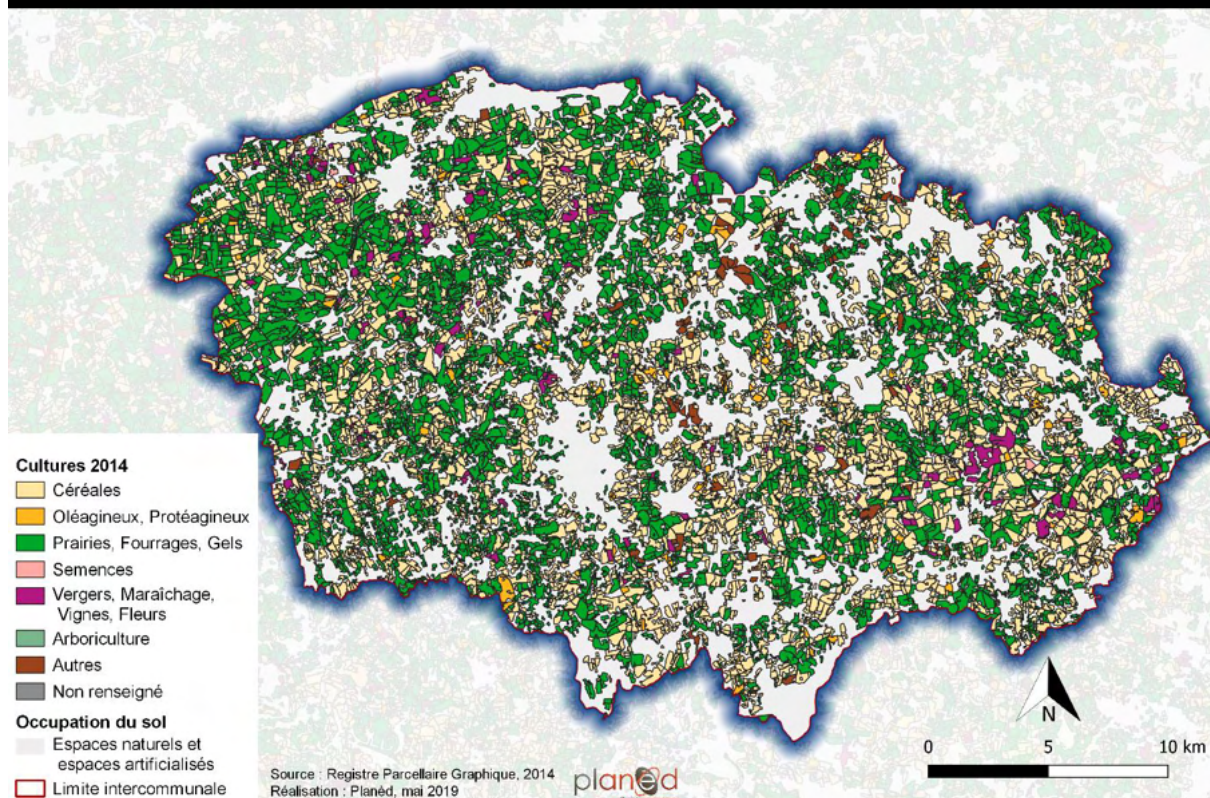 Cultures 2014
Céréales
Oléagineux, Protéagineux
Prairies, Fourrages, Gels
Semences
Vergers, Maraîchage,
Vignes, Fleurs
Arboriculture
Autres
Non renseigné
Occupation du sol
Espaces naturels et
espaces artificialisés
Limite intercommunale
Source : Registre Parcellaire Graphique, 2014
Réalisation : Planèd, mai 2019
planèd
N
0 5 10 km